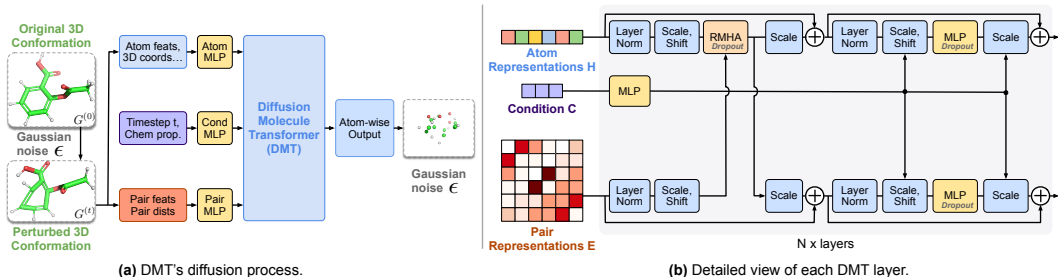 Original 3D
Conformation
G(0)
Gaussian
noise ϵ
G(t)
Perturbed 3D
Conformation
Atom feats,
3D coords…
Atom
MLP
Timestep t,
Chem prop.
Cond
MLP
Pair feats
Pair dists
Pair
MLP
Diffusion
Molecule
Transformer
(DMT)
Atom-wise
Output
Gaussian
noise ϵ
(a) DMT's diffusion process.
Atom
Representations H
Condition C
Pair
Representations E
Layer
Norm
Scale,
Shift
RMHA
Dropout
Scale
Layer
Norm
Scale,
Shift
MLP
Dropout
Scale
MLP
Layer
Norm
Scale,
Shift
Scale
Layer
Norm
Scale,
Shift
MLP
Dropout
Scale
N x layers
(b) Detailed view of each DMT layer.